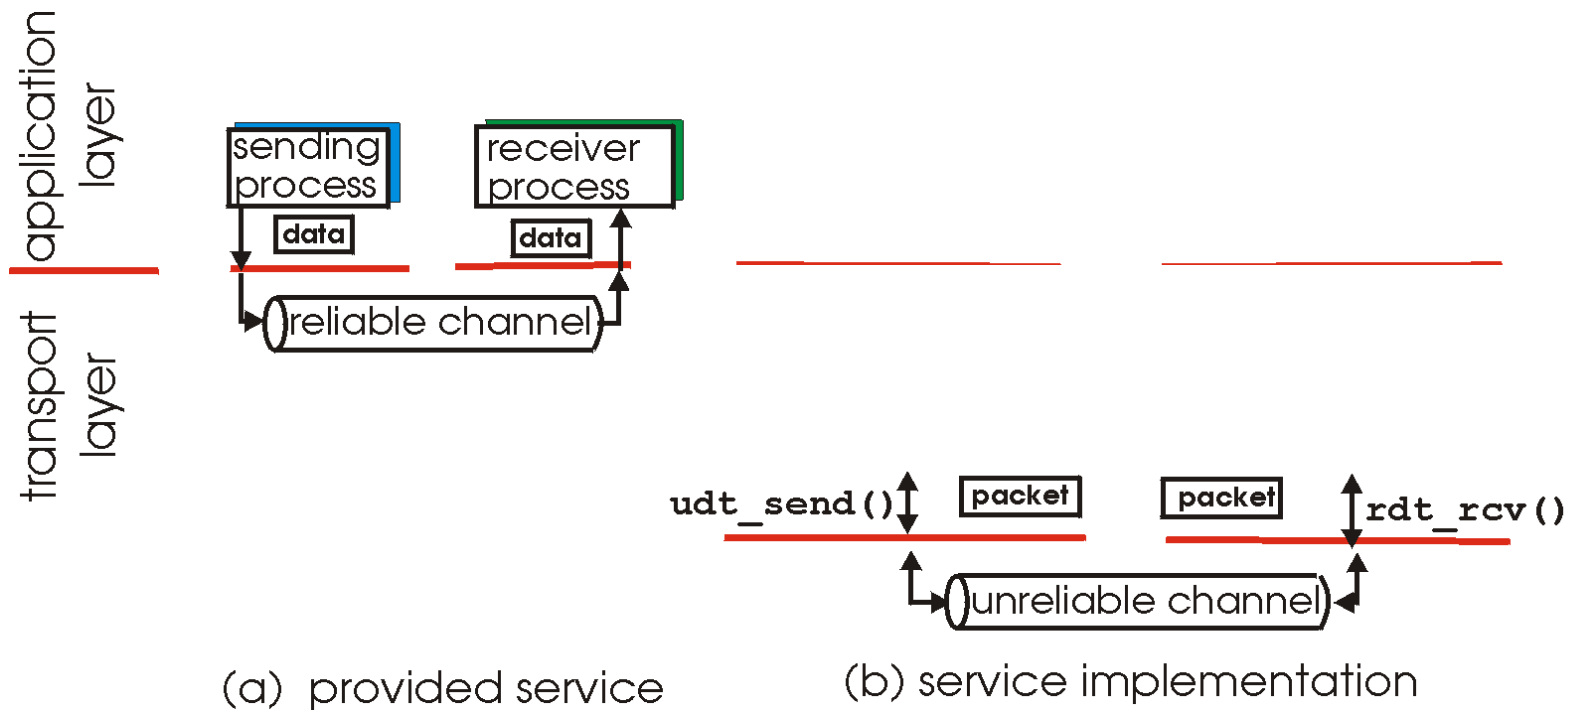 application
layer
transport
layer
sending
process
receiver
process
data
data
reliable channel
udt_send()
packet
packet
rdt_rcv()
unreliable channel
(a) provided service
(b) service implementation